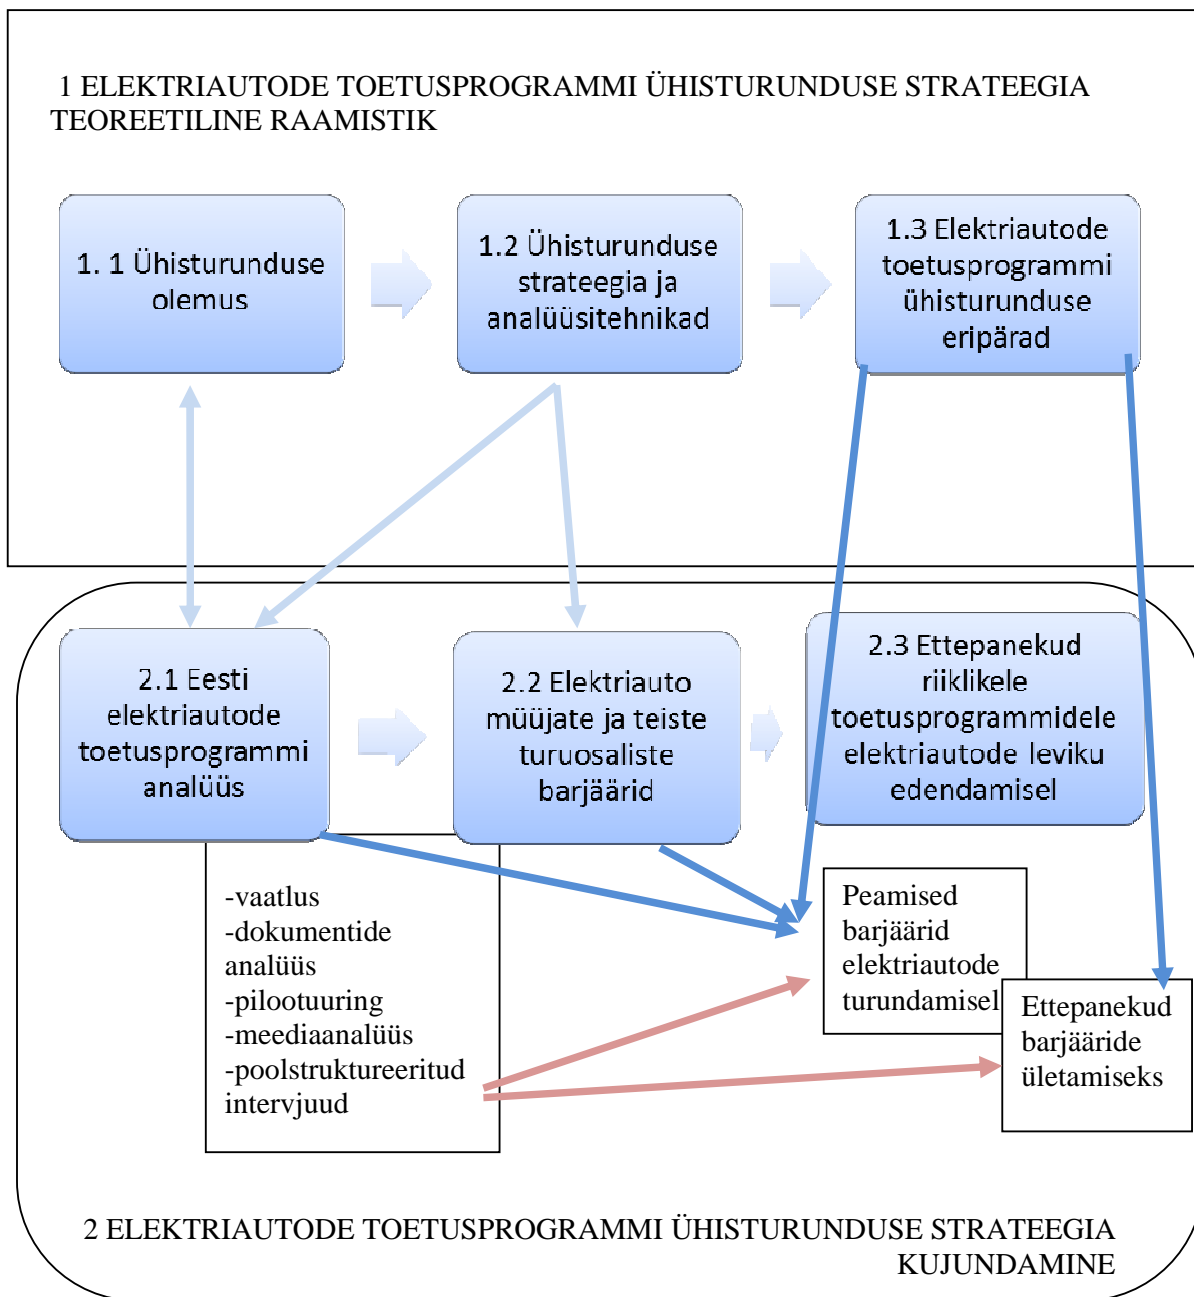 1 ELEKTRIAUTODE TOETUSPROGRAMMI ÜHISTURUNDUSE STRATEEGIA
TEOREETILINE RAAMISTIK
1. 1 Ühisturunduse
olemus
1.2 Ühisturunduse
strateegia ja
analüüsitehnikad
1.3 Elektriautode
toetusprogrammi
ühisturunduse
eripärad
2.1 Eesti
elektriautode
toetusprogrammi
analüüs
2.2 Elektriauto
müüjate ja teiste
turuosaliste
barjäärid
2.3 Ettepanekud
riiklikele
toetusprogrammidele
elektriautode leviku
edendamisel
-vaatlus
-dokumentide
analüüs
-pilootuuring
-meediaanalüüs
-poolstruktureeritud
intervjuud
Peamised
barjäärid
elektriautode
turundamisel
Ettepanekud
barjääride
ületamiseks
2 ELEKTRIAUTODE TOETUSPROGRAMMI ÜHISTURUNDUSE STRATEEGIA
KUJUNDAMINE